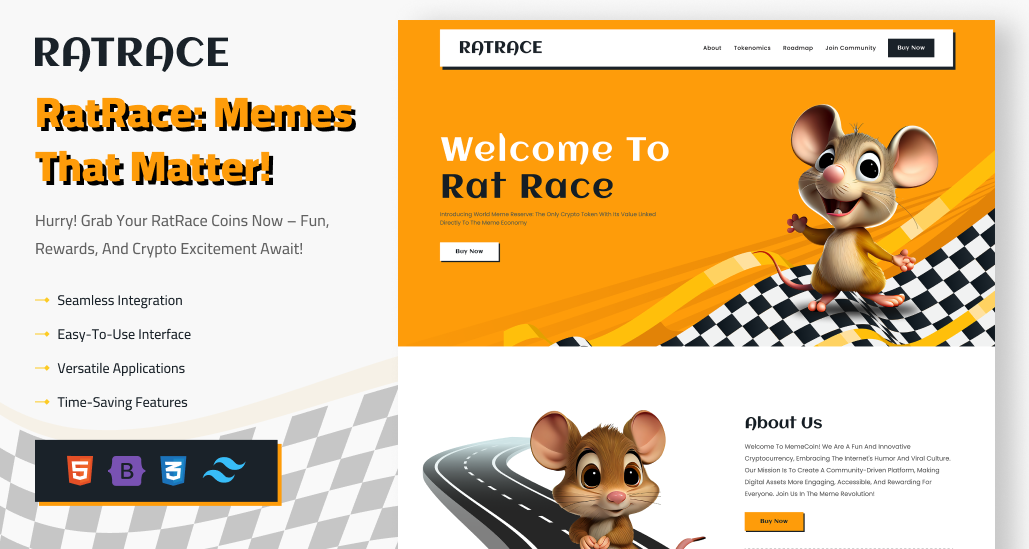 RATRACE
RatRace: Memes
That Matter!
Hurry! Grab Your RatRace Coins Now – Fun,
Rewards, And Crypto Excitement Await!
Seamless Integration
Easy-To-Use Interface
Versatile Applications
Time-Saving Features
5 B 3
RATRACE
About Tokenomics Roadmap Join Community Buy Now
Welcome To
Rat Race
Introducing World Meme Reserve: The Only Crypto Token With Its Value Linked
Directly To The Meme Economy
Buy Now
About Us
Welcome To MemeCoin! We Are A Fun And Innovative
Cryptocurrency, Embracing The Internet's Humor And Viral Culture.
Our Mission Is To Create A Community-Driven Platform, Making
Digital Assets More Engaging, Accessible, And Rewarding For
Everyone. Join Us In The Meme Revolution!
Buy Now